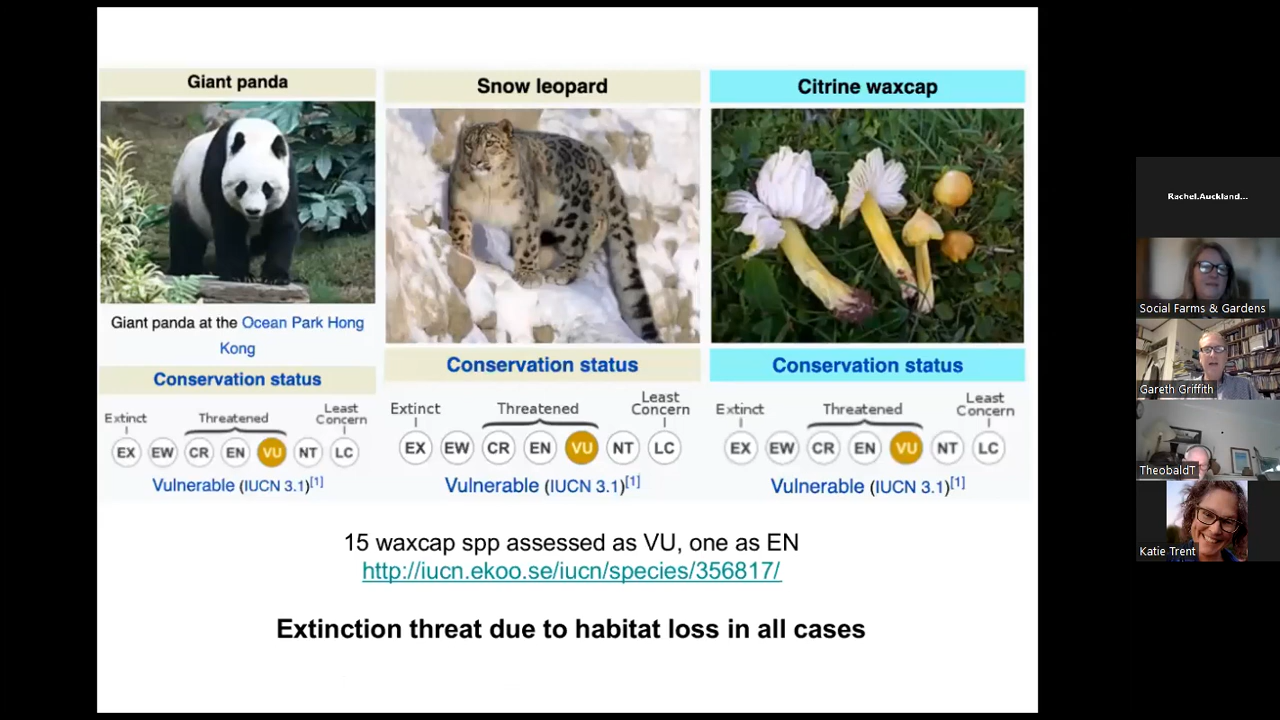 Giant panda
Giant panda at the Ocean Park Hong
Kong
Conservation status
Extinct
Threatened
Least
Concern
EX EW CR EN VU NT LC
Vulnerable (IUCN 3.1)[1]
Snow leopard
Conservation status
Extinct
Threatened
Least
Concern
EX EW CR EN VU NT LC
Vulnerable (IUCN 3.1)[1]
Citrine waxcap
Conservation status
Extinct
Threatened
Least
Concern
EX EW CR EN VU NT LC
Vulnerable (IUCN 3.1)[1]
15 waxcap spp assessed as VU, one as EN
http://iucn.ekoo.se/iucn/species/356817/
Extinction threat due to habitat loss in all cases
Rachel.Auckland...
Social Farms & Gardens
Gareth Griffith
TheobaldT
Katie Trent